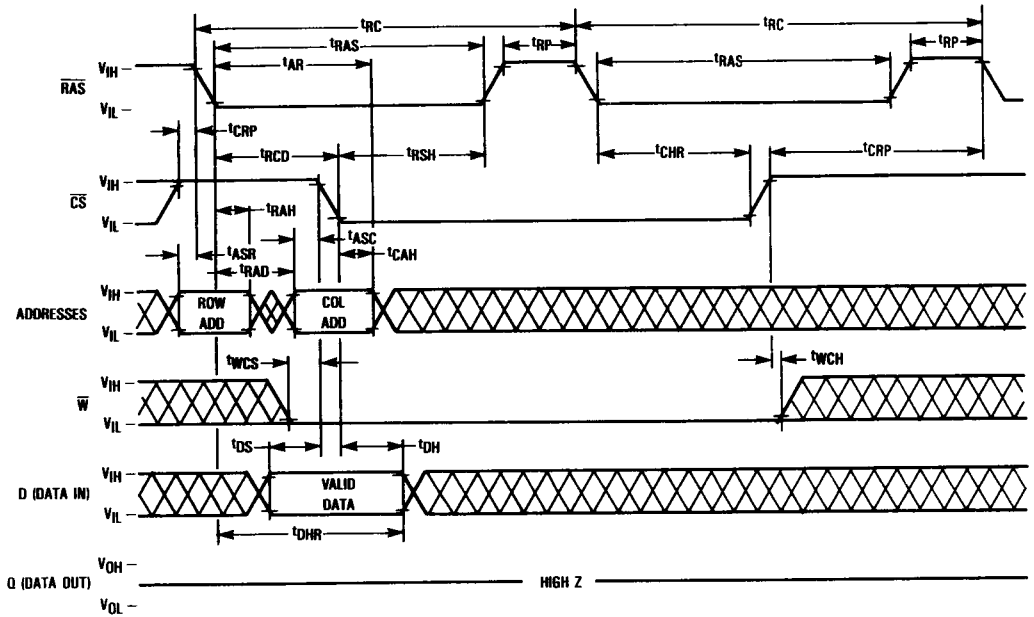 tRC tRC
tRAS tRP tRP
tAR tRAS
VIH
RAS
VIL
tCRP
tRCD tRSH tCHR tCRP
VIH
CS
VIL
tRAH
tASC
tASR tCAH
tRAD
VIH
ROW COL
ADDRESSES
ADD ADD
VIL
tWCS tWCH
VIH
W
VIL
tDS tDH
VIH
VALID
D (DATA IN)
DATA
VIL
tDHR
VOH
Q (DATA OUT) HIGH Z
VOL